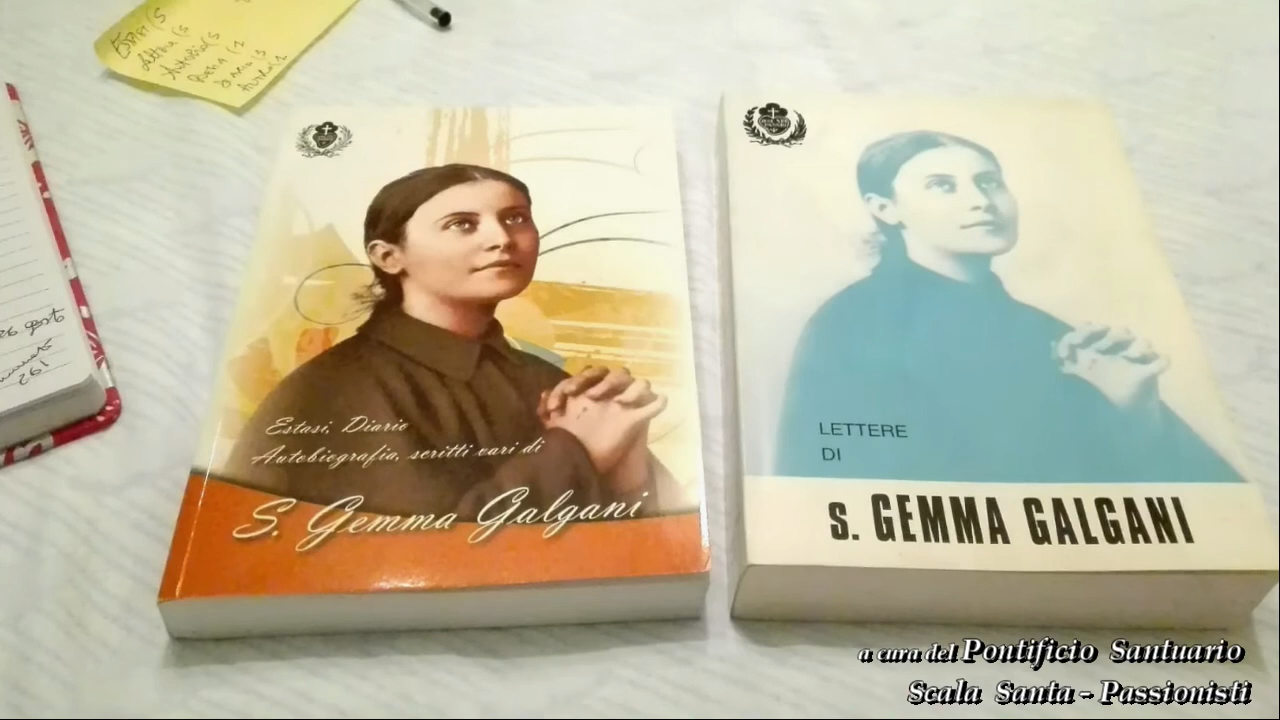 Estasi, Diario
Autobiografia, scritti vari di
S. Gemma Galgani
LETTERE
DI
S. GEMMA GALGANI
192
a cura del Pontificio Santuario
Scala Santa - Passionisti